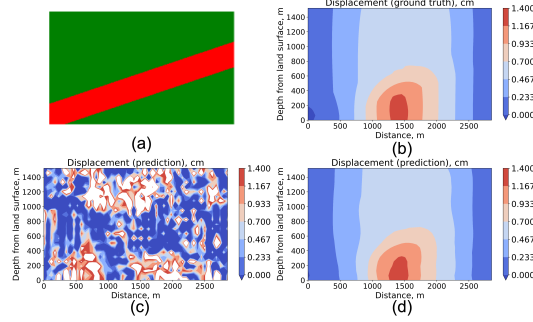 Displacement (ground truth), cm
Depth from land surface, m
1400
1200
1000
800
600
400
200
0
0 500 1000 1500 2000 2500
Distance, m
1.400
1.167
0.933
0.700
0.467
0.233
0.000
(a)
(b)
Displacement (prediction), cm
Depth from land surface, m
1400
1200
1000
800
600
400
200
0
0 500 1000 1500 2000 2500
Distance, m
1.400
1.167
0.933
0.700
0.467
0.233
0.000
(c)
Displacement (prediction), cm
Depth from land surface, m
1400
1200
1000
800
600
400
200
0
0 500 1000 1500 2000 2500
Distance, m
1.400
1.167
0.933
0.700
0.467
0.233
0.000
(d)